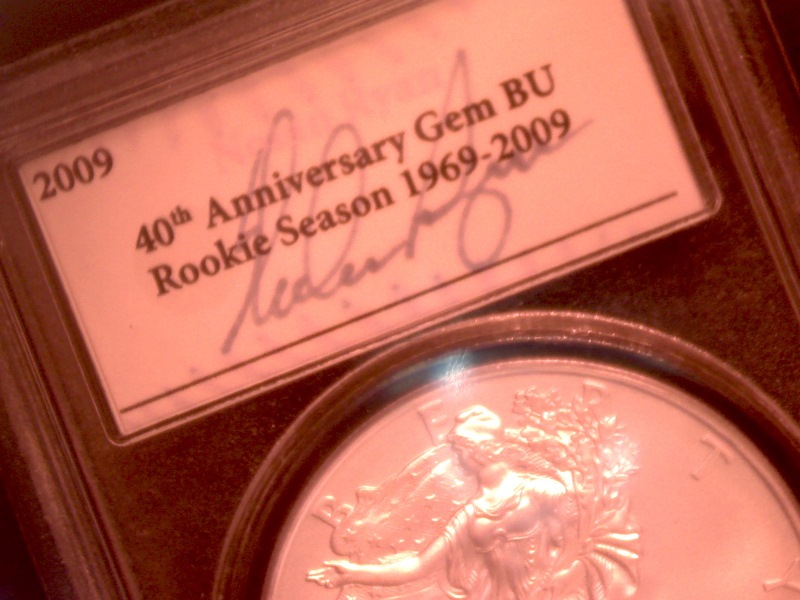 2009
40th Anniversary Gem BU
Rookie Season 1969-2009